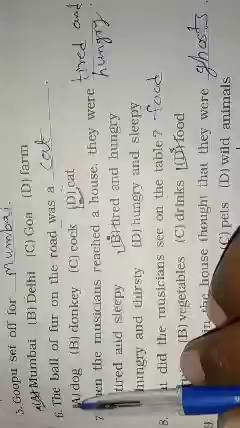 5. Goopu set off for Mumbai.
(A) Mumbai (B) Delhi (C) Goa (D) farm
6. The ball of fur on the road was a cat.
(A) dog (B) donkey (C) cock (D) cat
7. en the musicians reached a house, they were tired and hungry.
tired and sleepy (B) tired and hungry
hungry and thirsty (D) hungry and sleepy
8. did the musicians see on the table? food
(B) vegetables (C) drinks (D) food
the house thought that they were ghosts.
(C) pets (D) wild animals